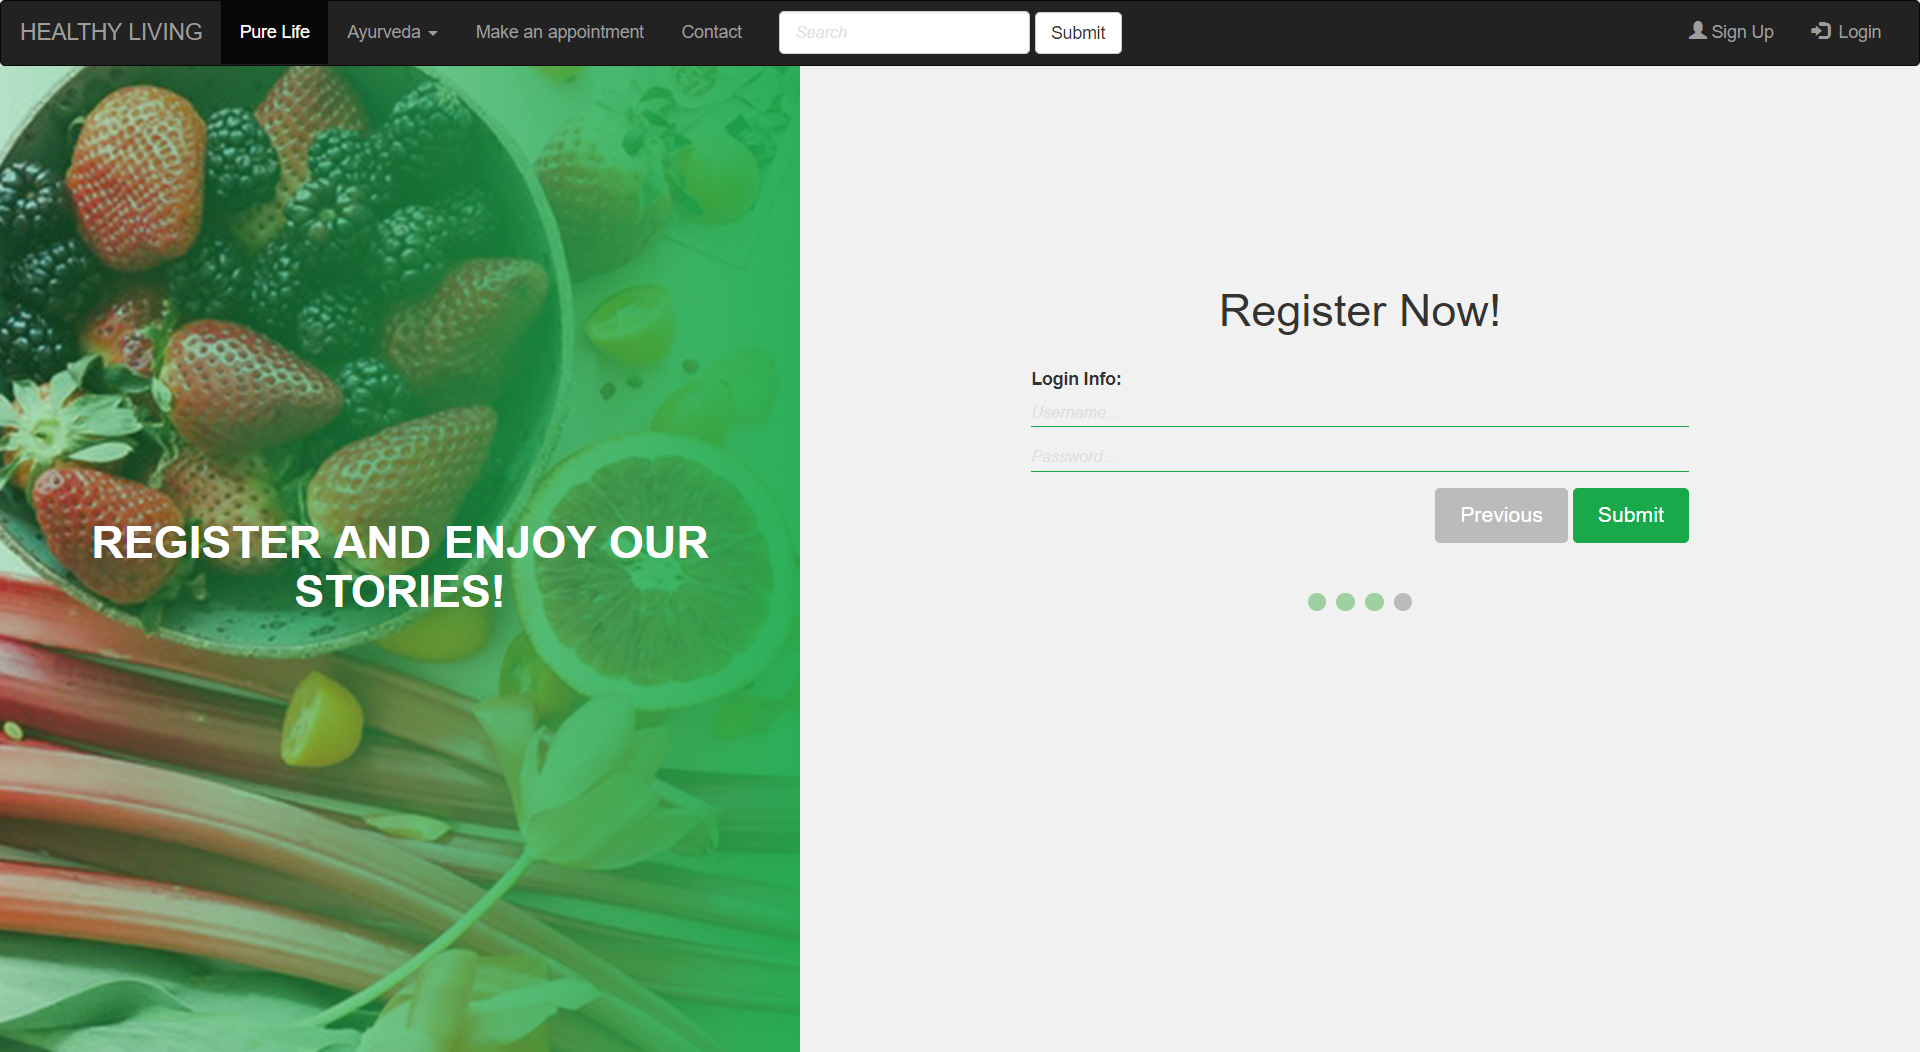 HEALTHY LIVING Pure Life Ayurveda Make an appointment Contact Search Submit Sign Up Login
REGISTER AND ENJOY OUR
STORIES!
Register Now!
Login Info:
Username...
Password...
Previous Submit